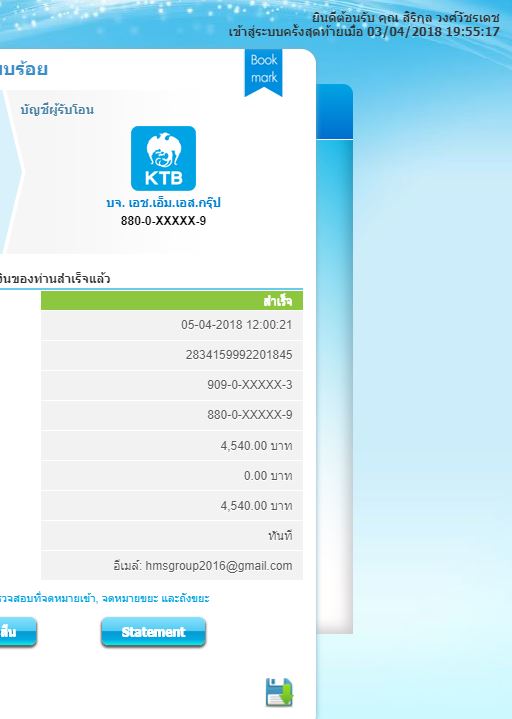 ยินดีต้อนรับ คุณ สิริกุล วงศ์วัชรเดช
เข้าสู่ระบบครั้งสุดท้ายเมื่อ 03/04/2018 19:55:17
บร้อย
Book
mark
บัญชีผู้รับโอน
KTB
บจ. เอช.เอ็ม.เอส.กรุ๊ป
880-0-XXXXX-9
งินของท่านสำเร็จแล้ว
สำเร็จ
05-04-2018 12:00:21
2834159992201845
909-0-XXXXX-3
880-0-XXXXX-9
4,540.00 บาท
0.00 บาท
4,540.00 บาท
ทันที
อีเมล์: hmsgroup2016@gmail.com
รวจสอบที่จดหมายเข้า, จดหมายขยะ และถังขยะ
สิ้น
Statement